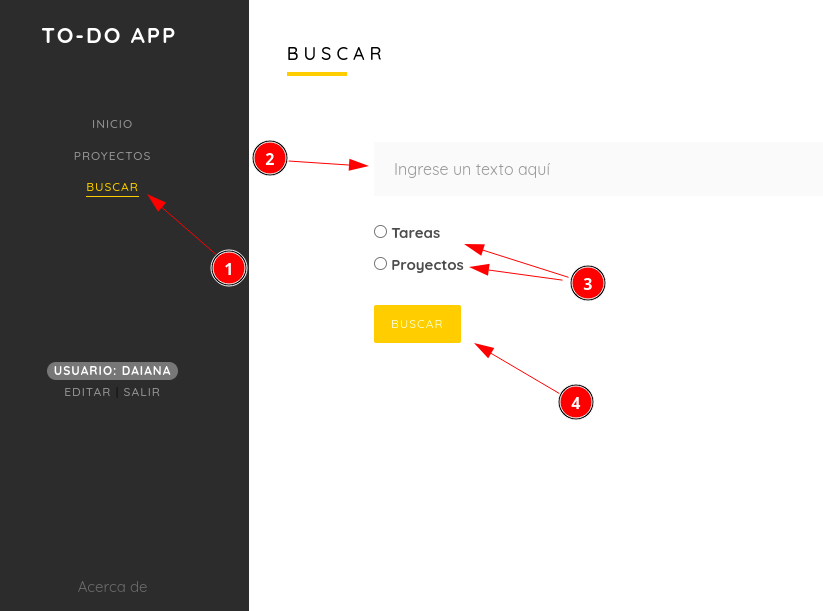 TO-DO APP
INICIO
PROYECTOS
BUSCAR
1
USUARIO: DAIANA
EDITAR | SALIR
Acerca de
BUSCAR
2
Ingrese un texto aquí
Tareas
Proyectos
3
BUSCAR
4